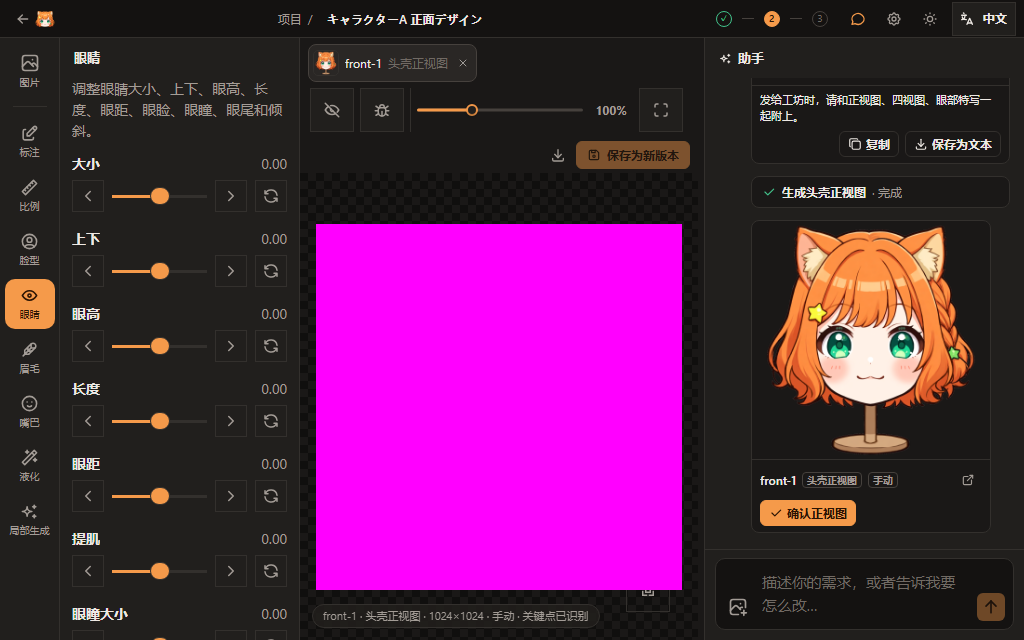 项目 / キャラクターA 正面デザイン
2
3
中文
图片
标注
比例
脸型
眼睛
眉毛
嘴巴
液化
局部生成
眼睛
调整眼睛大小、上下、眼高、长
度、眼距、眼睑、眼瞳、眼尾和倾
斜。
大小 0.00
上下 0.00
眼高 0.00
长度 0.00
眼距 0.00
提肌 0.00
眼瞳大小 0.00
front-1 头壳正视图
100%
保存为新版本
front-1 · 头壳正视图 · 1024×1024 · 手动 · 关键点已识别
助手
发给工坊时，请和正视图、四视图、眼部特写一
起附上。
复制
保存为文本
生成头壳正视图 · 完成
front-1 头壳正视图 手动
确认正视图
描述你的需求，或者告诉我要
怎么改...